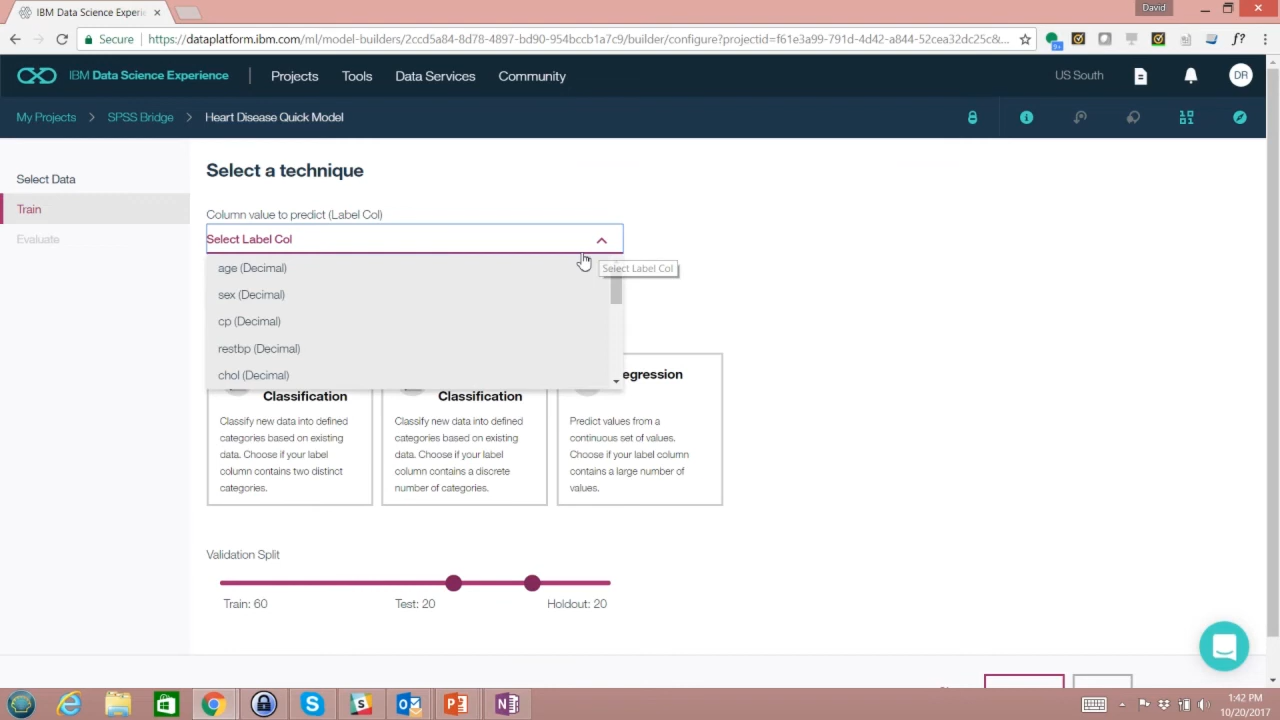 IBM Data Science Experie
David
Secure
https://dataplatform.ibm.com/ml/model-builders/2ccd5a84-8d78-4897-bd90-954bccb1a7c9/builder/configure?projectid=f61e3a99-791d-4d42-a844-52cea32dc25c&...
IBM Data Science Experience
Projects
Tools
Data Services
Community
US South
DR
My Projects > SPSS Bridge > Heart Disease Quick Model
Select Data
Train
Evaluate
Select a technique
Column value to predict (Label Col)
Select Label Col
Select Label Col
age (Decimal)
sex (Decimal)
cp (Decimal)
restbp (Decimal)
chol (Decimal)
Classification
Classify new data into defined
categories based on existing
data. Choose if your label
column contains two distinct
categories.
Classification
Classify new data into defined
categories based on existing
data. Choose if your label
column contains a discrete
number of categories.
egression
Predict values from a
continuous set of values.
Choose if your label column
contains a large number of
values.
Validation Split
Train: 60
Test: 20
Holdout: 20
1:42 PM
10/20/2017